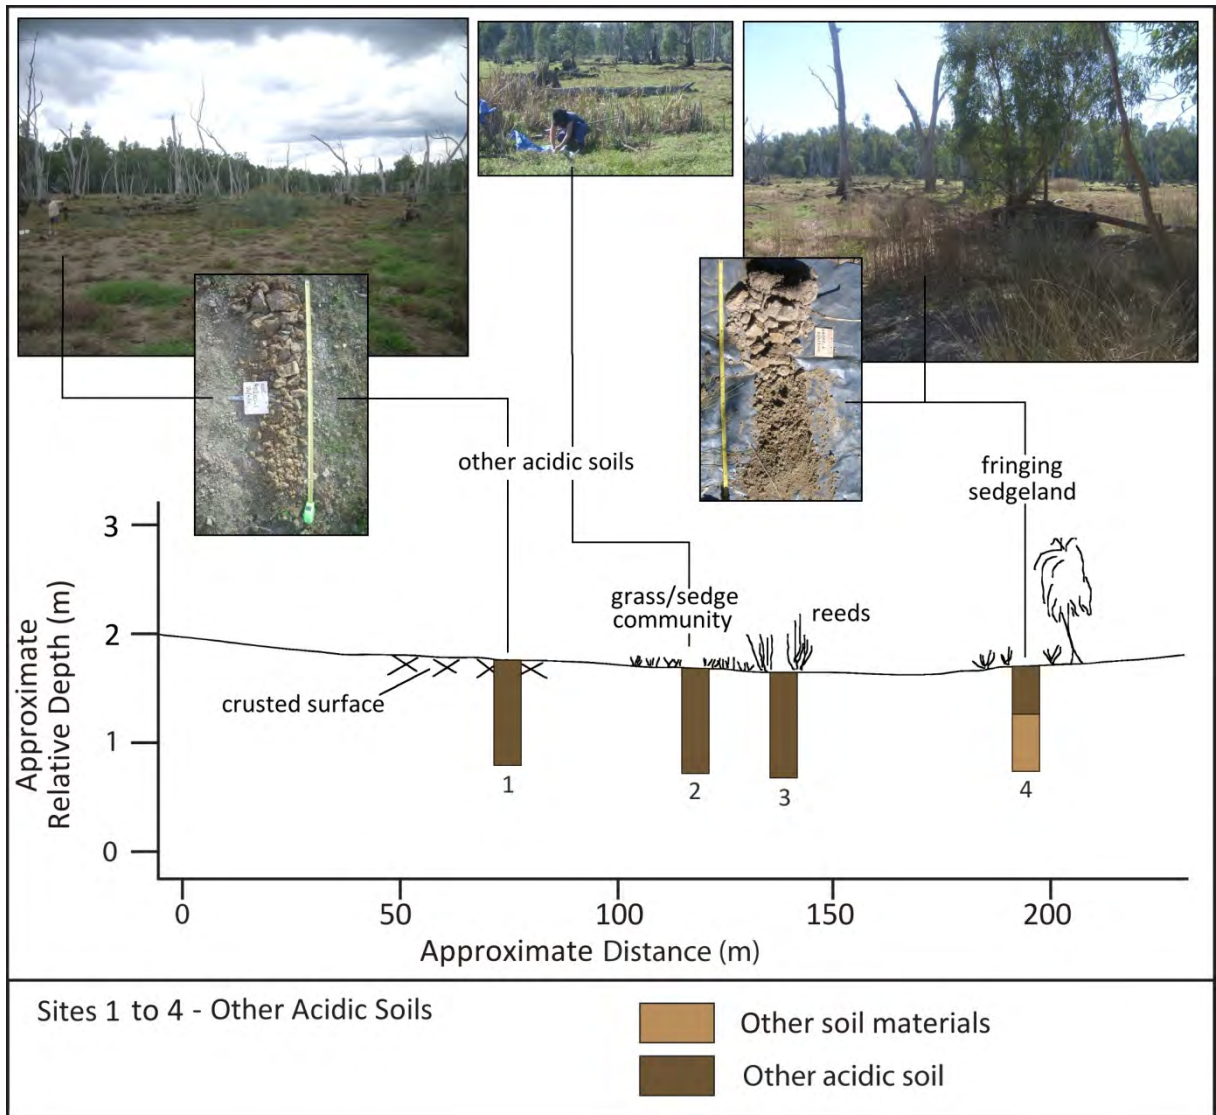 other acidic soils
fringing
sedgeland
grass/sedge
community
reeds
crusted surface
Approximate
Relative Depth (m)
3
2
1
0
1
2
3
4
0
50
100
150
200
Approximate Distance (m)
Sites 1 to 4 - Other Acidic Soils
Other soil materials
Other acidic soil